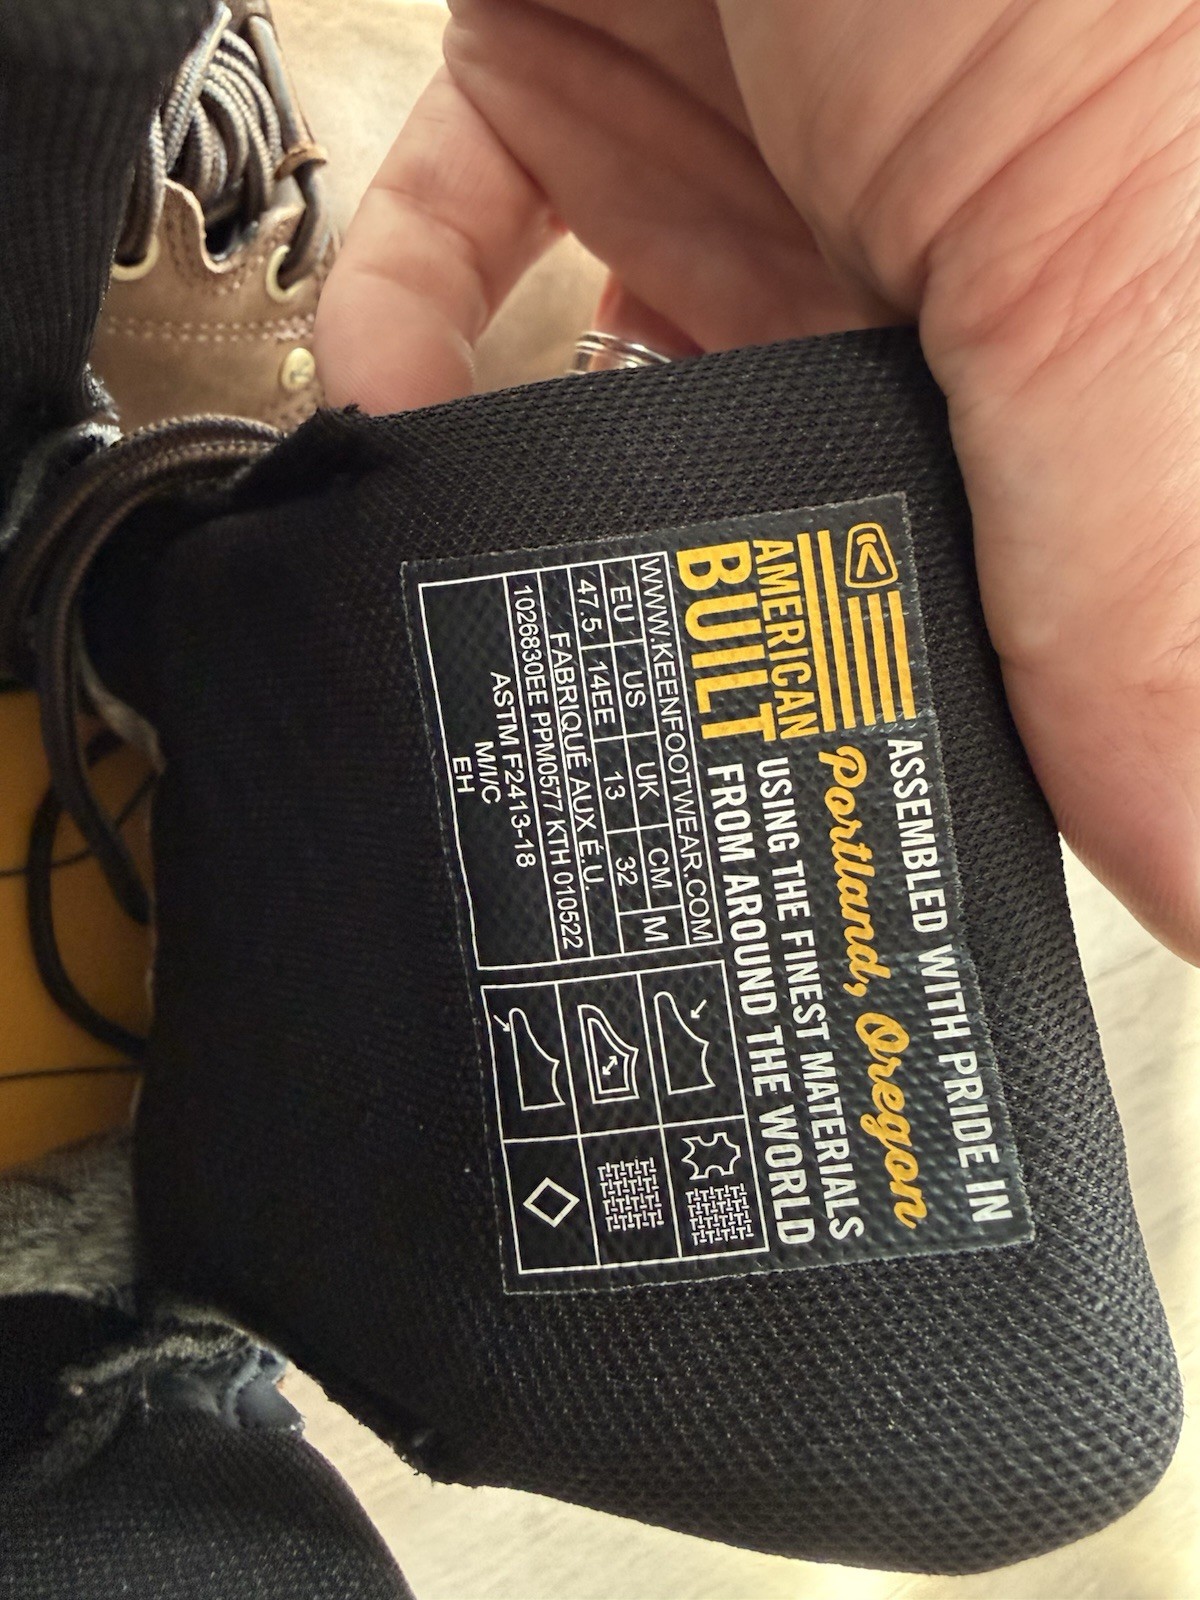 ASSEMBLED WITH PRIDE IN
Portland, Oregon
AMERICAN
BUILT
USING THE FINEST MATERIALS
FROM AROUND THE WORLD
WWW.KEENFOOTWEAR.COM
EU US UK CM M
47.5 14EE 13 32
FABRIQUÉ AUX É.U.
1026830EE PPM0577 KTH 010522
ASTM F2413-18
M/I/C
EH